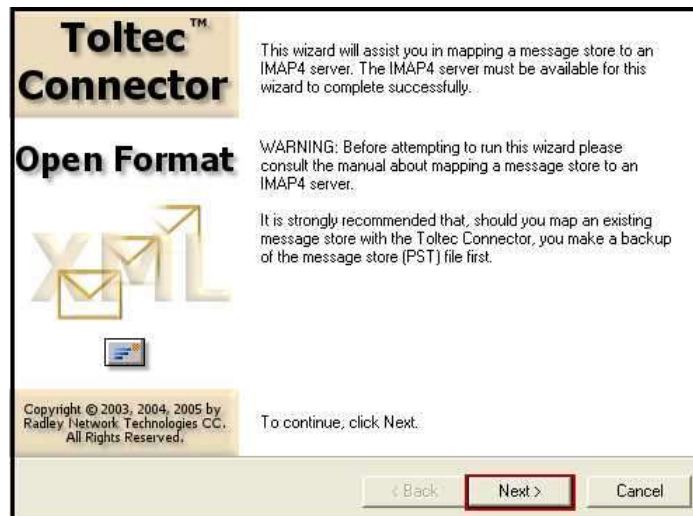 Toltec™
Connector
Open Format
XML
Copyright © 2003, 2004, 2005 by
Radley Network Technologies CC.
All Rights Reserved.
This wizard will assist you in mapping a message store to an
IMAP4 server. The IMAP4 server must be available for this
wizard to complete successfully.
WARNING: Before attempting to run this wizard please
consult the manual about mapping a message store to an
IMAP4 server.
It is strongly recommended that, should you map an existing
message store with the Toltec Connector, you make a backup
of the message store (PST) file first.
To continue, click Next.
< Back
Next >
Cancel